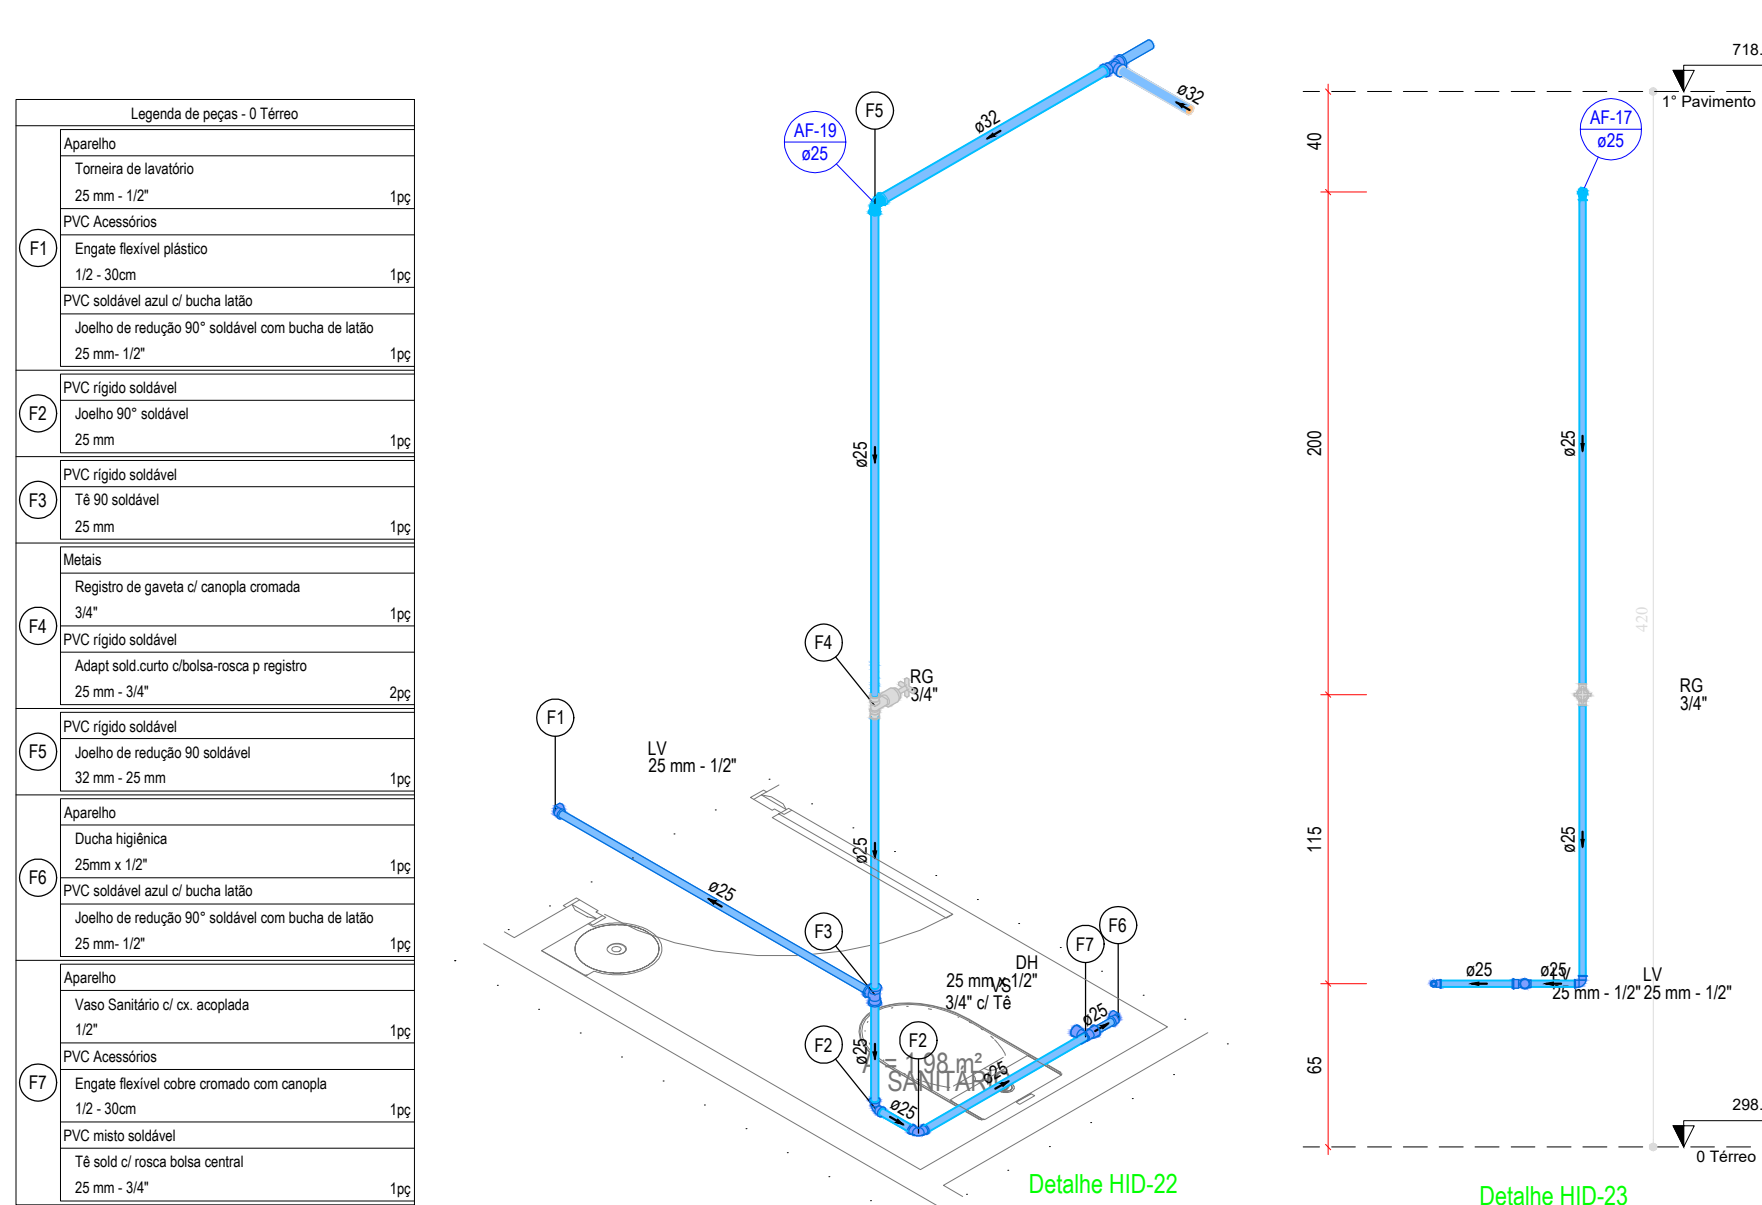 Legenda de peças - 0 Térreo
F1
Aparelho
Torneira de lavatório
25 mm - 1/2" 1pç
PVC Acessórios
Engate flexível plástico
1/2 - 30cm 1pç
PVC soldável azul c/ bucha latão
Joelho de redução 90° soldável com bucha de latão
25 mm- 1/2" 1pç
F2
PVC rígido soldável
Joelho 90° soldável
25 mm 1pç
F3
PVC rígido soldável
Tê 90 soldável
25 mm 1pç
F4
Metais
Registro de gaveta c/ canopla cromada
3/4" 1pç
PVC rígido soldável
Adapt sold.curto c/bolsa-rosca p registro
25 mm - 3/4" 2pç
F5
PVC rígido soldável
Joelho de redução 90 soldável
32 mm - 25 mm 1pç
F6
Aparelho
Ducha higiênica
25mm x 1/2" 1pç
PVC soldável azul c/ bucha latão
Joelho de redução 90° soldável com bucha de latão
25 mm- 1/2" 1pç
F7
Aparelho
Vaso Sanitário c/ cx. acoplada
1/2" 1pç
PVC Acessórios
Engate flexível cobre cromado com canopla
1/2 - 30cm 1pç
PVC misto soldável
Tê sold c/ rosca bolsa central
25 mm - 3/4" 1pç
AF-19
ø25
F5
ø32
ø32
ø25
F4
RG
3/4"
F1
LV
25 mm - 1/2"
ø25
ø25
F3
F7
F6
DH
25 mm x 1/2"
VS
3/4" c/ Tê
ø25
F2
F2
ø25
1,98 m²
SANITÁRIO
ø25
ø25
Detalhe HID-22
718.
1° Pavimento
AF-17
ø25
40
200
ø25
420
RG
3/4"
115
ø25
ø25
ø25
LV
25 mm - 1/2"
LV
25 mm - 1/2"
65
298.
0 Térreo
Detalhe HID-23